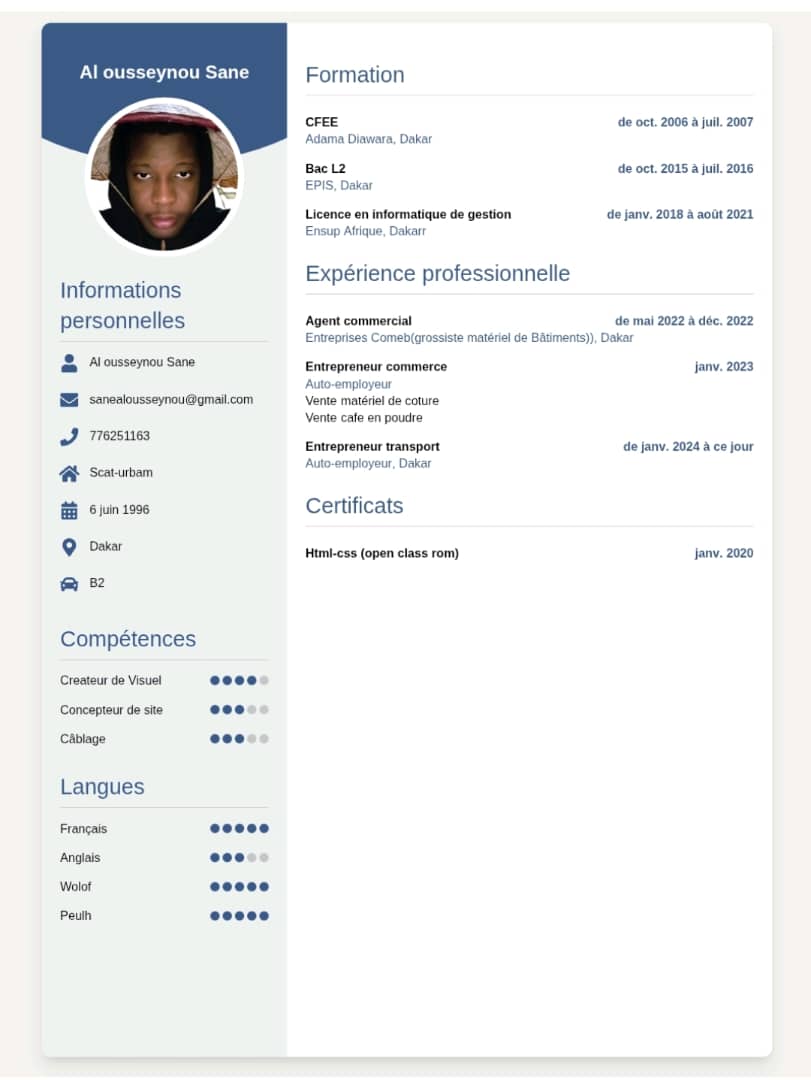 Al ousseynou Sane
Informations
personnelles
Al ousseynou Sane
sanealousseynou@gmail.com
776251163
Scat-urbam
6 juin 1996
Dakar
B2
Compétences
Createur de Visuel
Concepteur de site
Câblage
Langues
Français
Anglais
Wolof
Peulh
Formation
CFEE de oct. 2006 à juil. 2007
Adama Diawara, Dakar
Bac L2 de oct. 2015 à juil. 2016
EPIS, Dakar
Licence en informatique de gestion de janv. 2018 à août 2021
Ensup Afrique, Dakarr
Expérience professionnelle
Agent commercial de mai 2022 à déc. 2022
Entreprises Comeb(grossiste matériel de Bâtiments)), Dakar
Entrepreneur commerce janv. 2023
Auto-employeur
Vente matériel de coture
Vente cafe en poudre
Entrepreneur transport de janv. 2024 à ce jour
Auto-employeur, Dakar
Certificats
Html-css (open class rom) janv. 2020